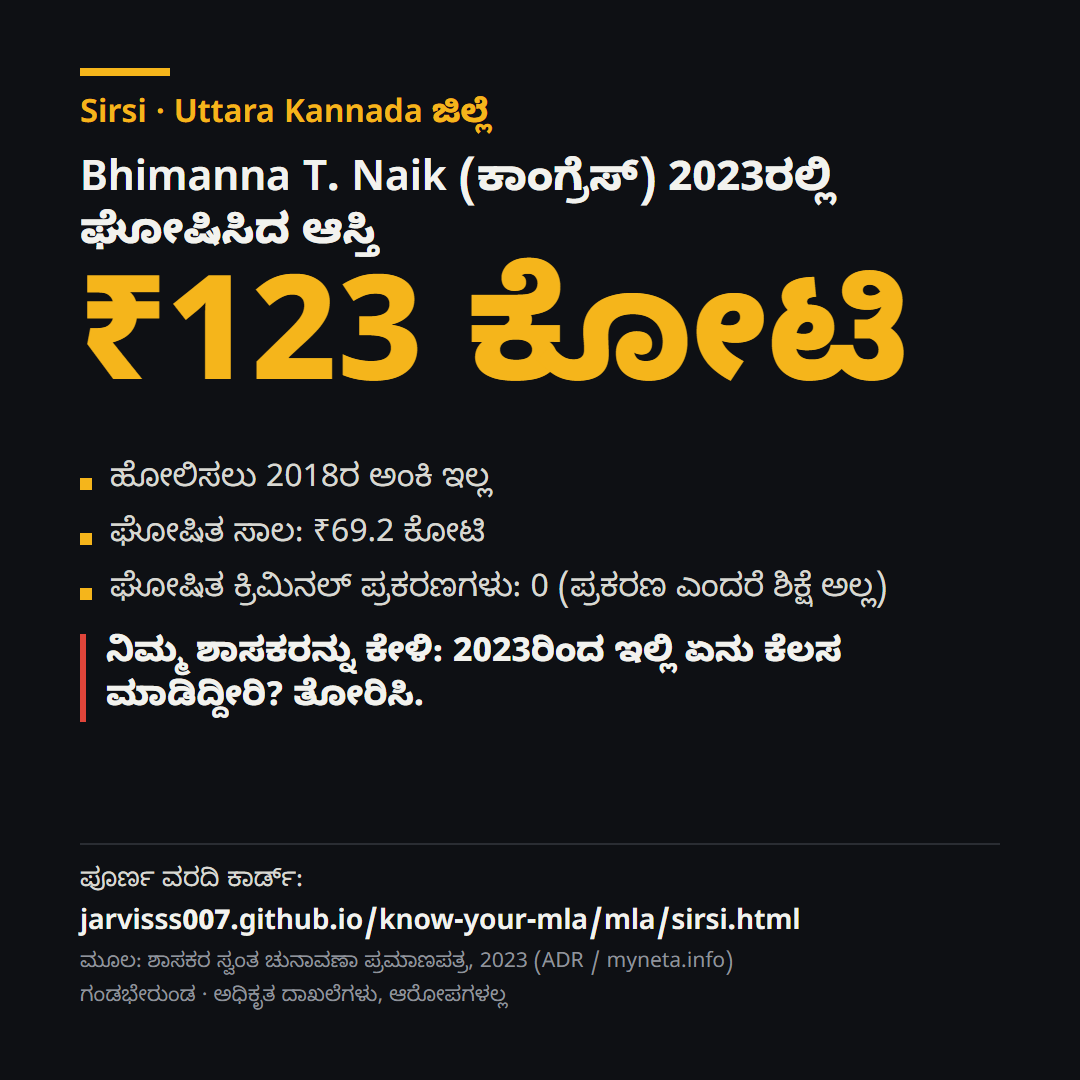 Sirsi · Uttara Kannada ಜಿಲ್ಲೆ
Bhimanna T. Naik (ಕಾಂಗ್ರೆಸ್) 2023ರಲ್ಲಿ
ಘೋಷಿಸಿದ ಆಸ್ತಿ
₹123 ಕೋಟಿ
ಹೋಲಿಸಲು 2018ರ ಅಂಕಿ ಇಲ್ಲ
ಘೋಷಿತ ಸಾಲ: ₹69.2 ಕೋಟಿ
ಘೋಷಿತ ಕ್ರಿಮಿನಲ್ ಪ್ರಕರಣಗಳು: 0 (ಪ್ರಕರಣ ಎಂದರೆ ಶಿಕ್ಷೆ ಅಲ್ಲ)
ನಿಮ್ಮ ಶಾಸಕರನ್ನು ಕೇಳಿ: 2023ರಿಂದ ಇಲ್ಲಿ ಏನು ಕೆಲಸ
ಮಾಡಿದ್ದೀರಿ? ತೋರಿಸಿ.
ಪೂರ್ಣ ವರದಿ ಕಾರ್ಡ್:
jarvisss007.github.io/know-your-mla/mla/sirsi.html
ಮೂಲ: ಶಾಸಕರ ಸ್ವಂತ ಚುನಾವಣಾ ಪ್ರಮಾಣಪತ್ರ, 2023 (ADR / myneta.info)
ಗಂಡಭೇರುಂಡ · ಅಧಿಕೃತ ದಾಖಲೆಗಳು, ಆರೋಪಗಳಲ್ಲ